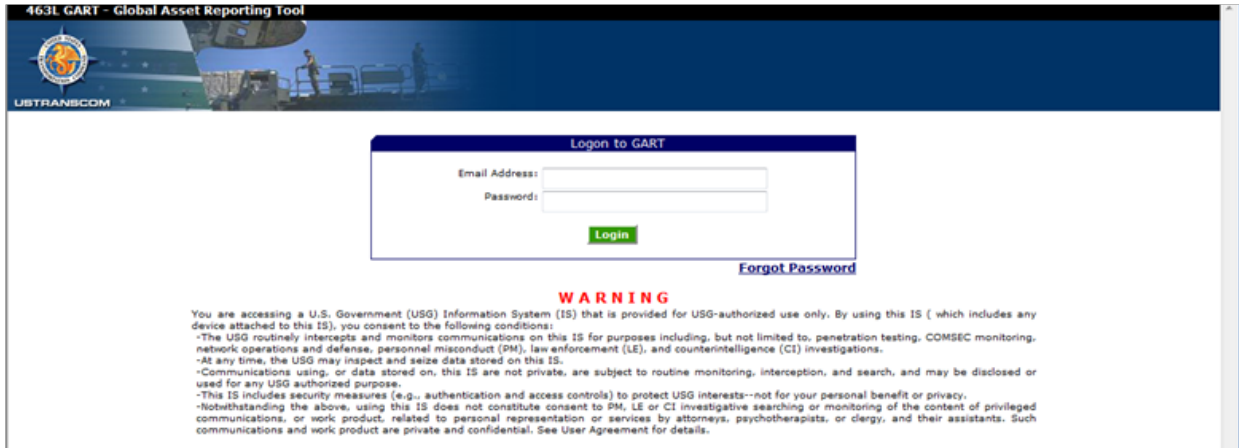 463L GART - Global Asset Reporting Tool
USTRANSCOM
Logon to GART
Email Address:
Password:
Login
Forgot Password
WARNING
You are accessing a U.S. Government (USG) Information System (IS) that is provided for USG-authorized use only. By using this IS ( which includes any
device attached to this IS), you consent to the following conditions:
-The USG routinely intercepts and monitors communications on this IS for purposes including, but not limited to, penetration testing, COMSEC monitoring,
network operations and defense, personnel misconduct (PM), law enforcement (LE), and counterintelligence (CI) investigations.
-At any time, the USG may inspect and seize data stored on this IS.
-Communications using, or data stored on, this IS are not private, are subject to routine monitoring, interception, and search, and may be disclosed or
used for any USG authorized purpose.
-This IS includes security measures (e.g., authentication and access controls) to protect USG interests--not for your personal benefit or privacy.
-Notwithstanding the above, using this IS does not constitute consent to PM, LE or CI investigative searching or monitoring of the content of privileged
communications, or work product, related to personal representation or services by attorneys, psychotherapists, or clergy, and their assistants. Such
communications and work product are private and confidential. See User Agreement for details.